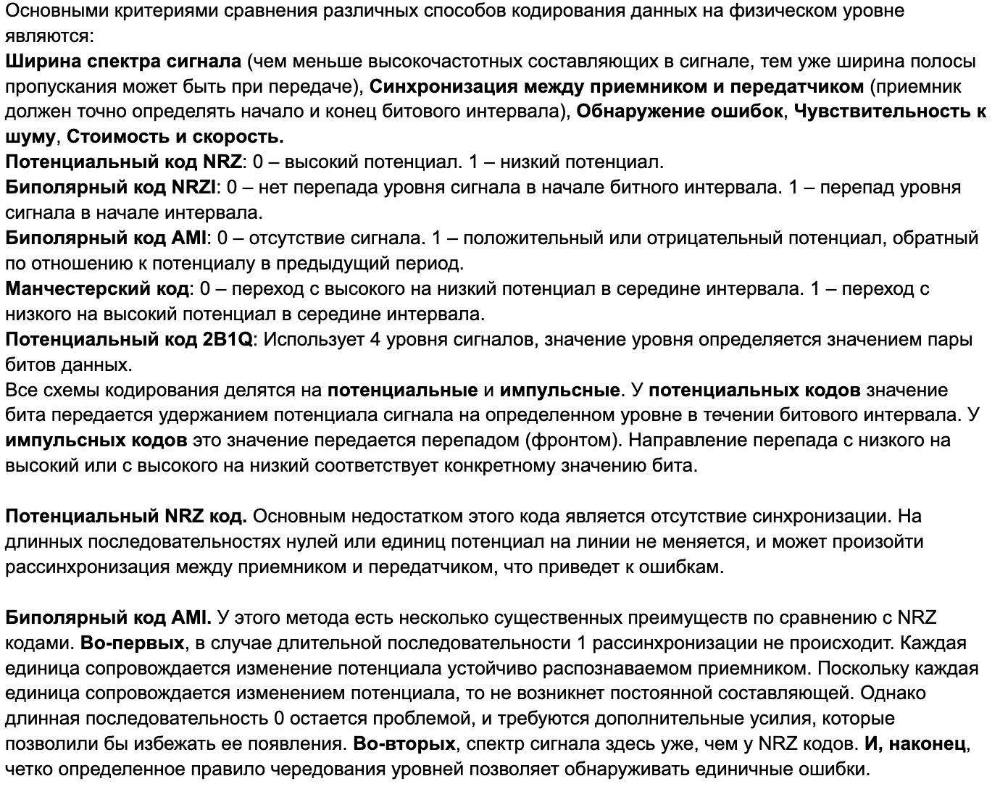 Основными критериями сравнения различных способов кодирования данных на физическом уровне
являются:
Ширина спектра сигнала (чем меньше высокочастотных составляющих в сигнале, тем уже ширина полосы
пропускания может быть при передаче), Синхронизация между приемником и передатчиком (приемник
должен точно определять начало и конец битового интервала), Обнаружение ошибок, Чувствительность к
шуму, Стоимость и скорость.
Потенциальный код NRZ: 0 – высокий потенциал. 1 – низкий потенциал.
Биполярный код NRZI: 0 – нет перепада уровня сигнала в начале битного интервала. 1 – перепад уровня
сигнала в начале интервала.
Биполярный код AMI: 0 – отсутствие сигнала. 1 – положительный или отрицательный потенциал, обратный
по отношению к потенциалу в предыдущий период.
Манчестерский код: 0 – переход с высокого на низкий потенциал в середине интервала. 1 – переход с
низкого на высокий потенциал в середине интервала.
Потенциальный код 2B1Q: Использует 4 уровня сигналов, значение уровня определяется значением пары
битов данных.
Все схемы кодирования делятся на потенциальные и импульсные. У потенциальных кодов значение
бита передается удержанием потенциала сигнала на определенном уровне в течении битового интервала. У
импульсных кодов это значение передается перепадом (фронтом). Направление перепада с низкого на
высокий или с высокого на низкий соответствует конкретному значению бита.
Потенциальный NRZ код. Основным недостатком этого кода является отсутствие синхронизации. На
длинных последовательностях нулей или единиц потенциал на линии не меняется, и может произойти
рассинхронизация между приемником и передатчиком, что приведет к ошибкам.
Биполярный код AMI. У этого метода есть несколько существенных преимуществ по сравнению с NRZ
кодами. Во-первых, в случае длительной последовательности 1 рассинхронизации не происходит. Каждая
единица сопровождается изменение потенциала устойчиво распознаваемом приемником. Поскольку каждая
единица сопровождается изменением потенциала, то не возникнет постоянной составляющей. Однако
длинная последовательность 0 остается проблемой, и требуются дополнительные усилия, которые
позволили бы избежать ее появления. Во-вторых, спектр сигнала здесь уже, чем у NRZ кодов. И, наконец,
четко определенное правило чередования уровней позволяет обнаруживать единичные ошибки.